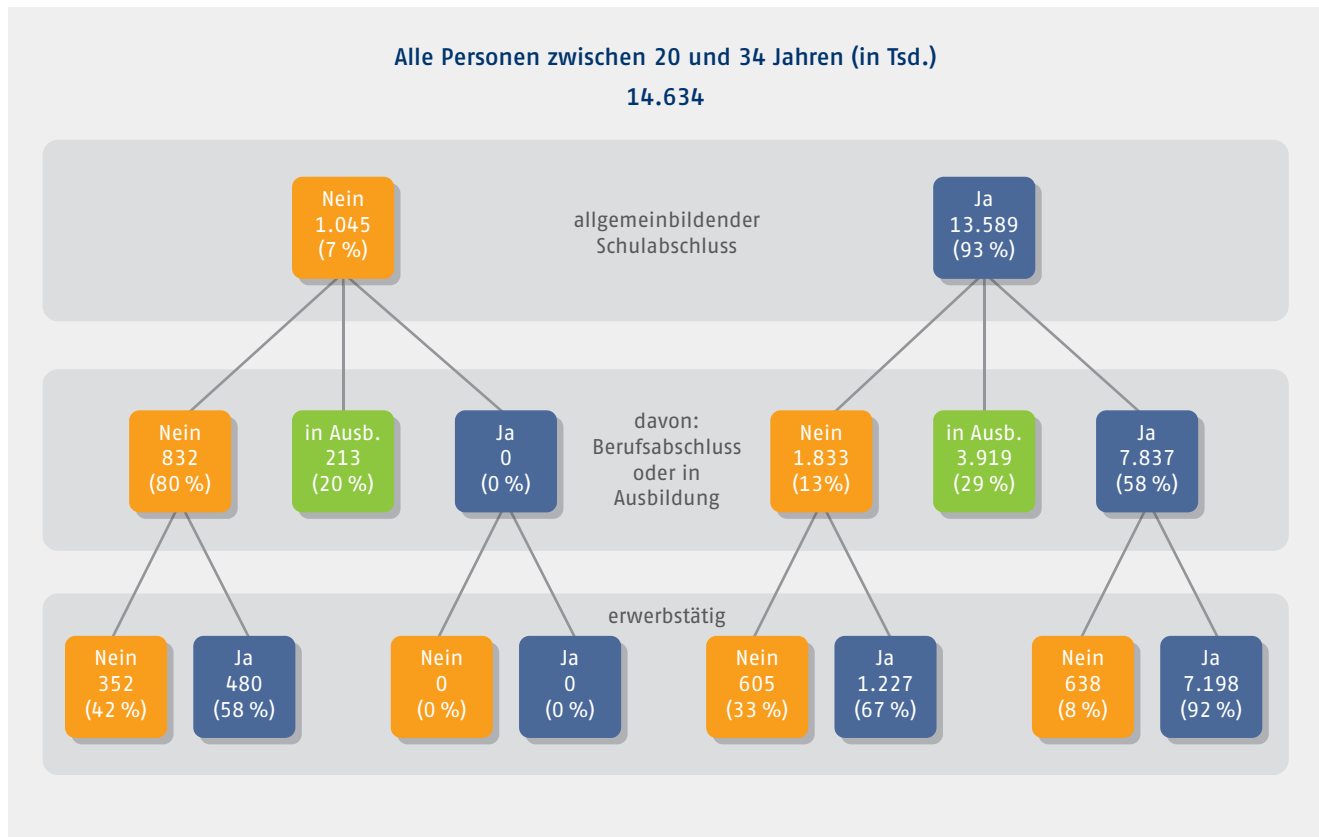 Alle Personen zwischen 20 und 34 Jahren (in Tsd.)
14.634
Nein
1.045
(7 %)
allgemeinbildender
Schulabschluss
Ja
13.589
(93 %)
Nein
832
(80 %)
in Ausb.
213
(20 %)
Ja
0
(0 %)
davon:
Berufsabschluss
oder in
Ausbildung
Nein
1.833
(13%)
in Ausb.
3.919
(29 %)
Ja
7.837
(58 %)
erwerbstätig
Nein
352
(42 %)
Ja
480
(58 %)
Nein
0
(0 %)
Ja
0
(0 %)
Nein
605
(33 %)
Ja
1.227
(67 %)
Nein
638
(8 %)
Ja
7.198
(92 %)